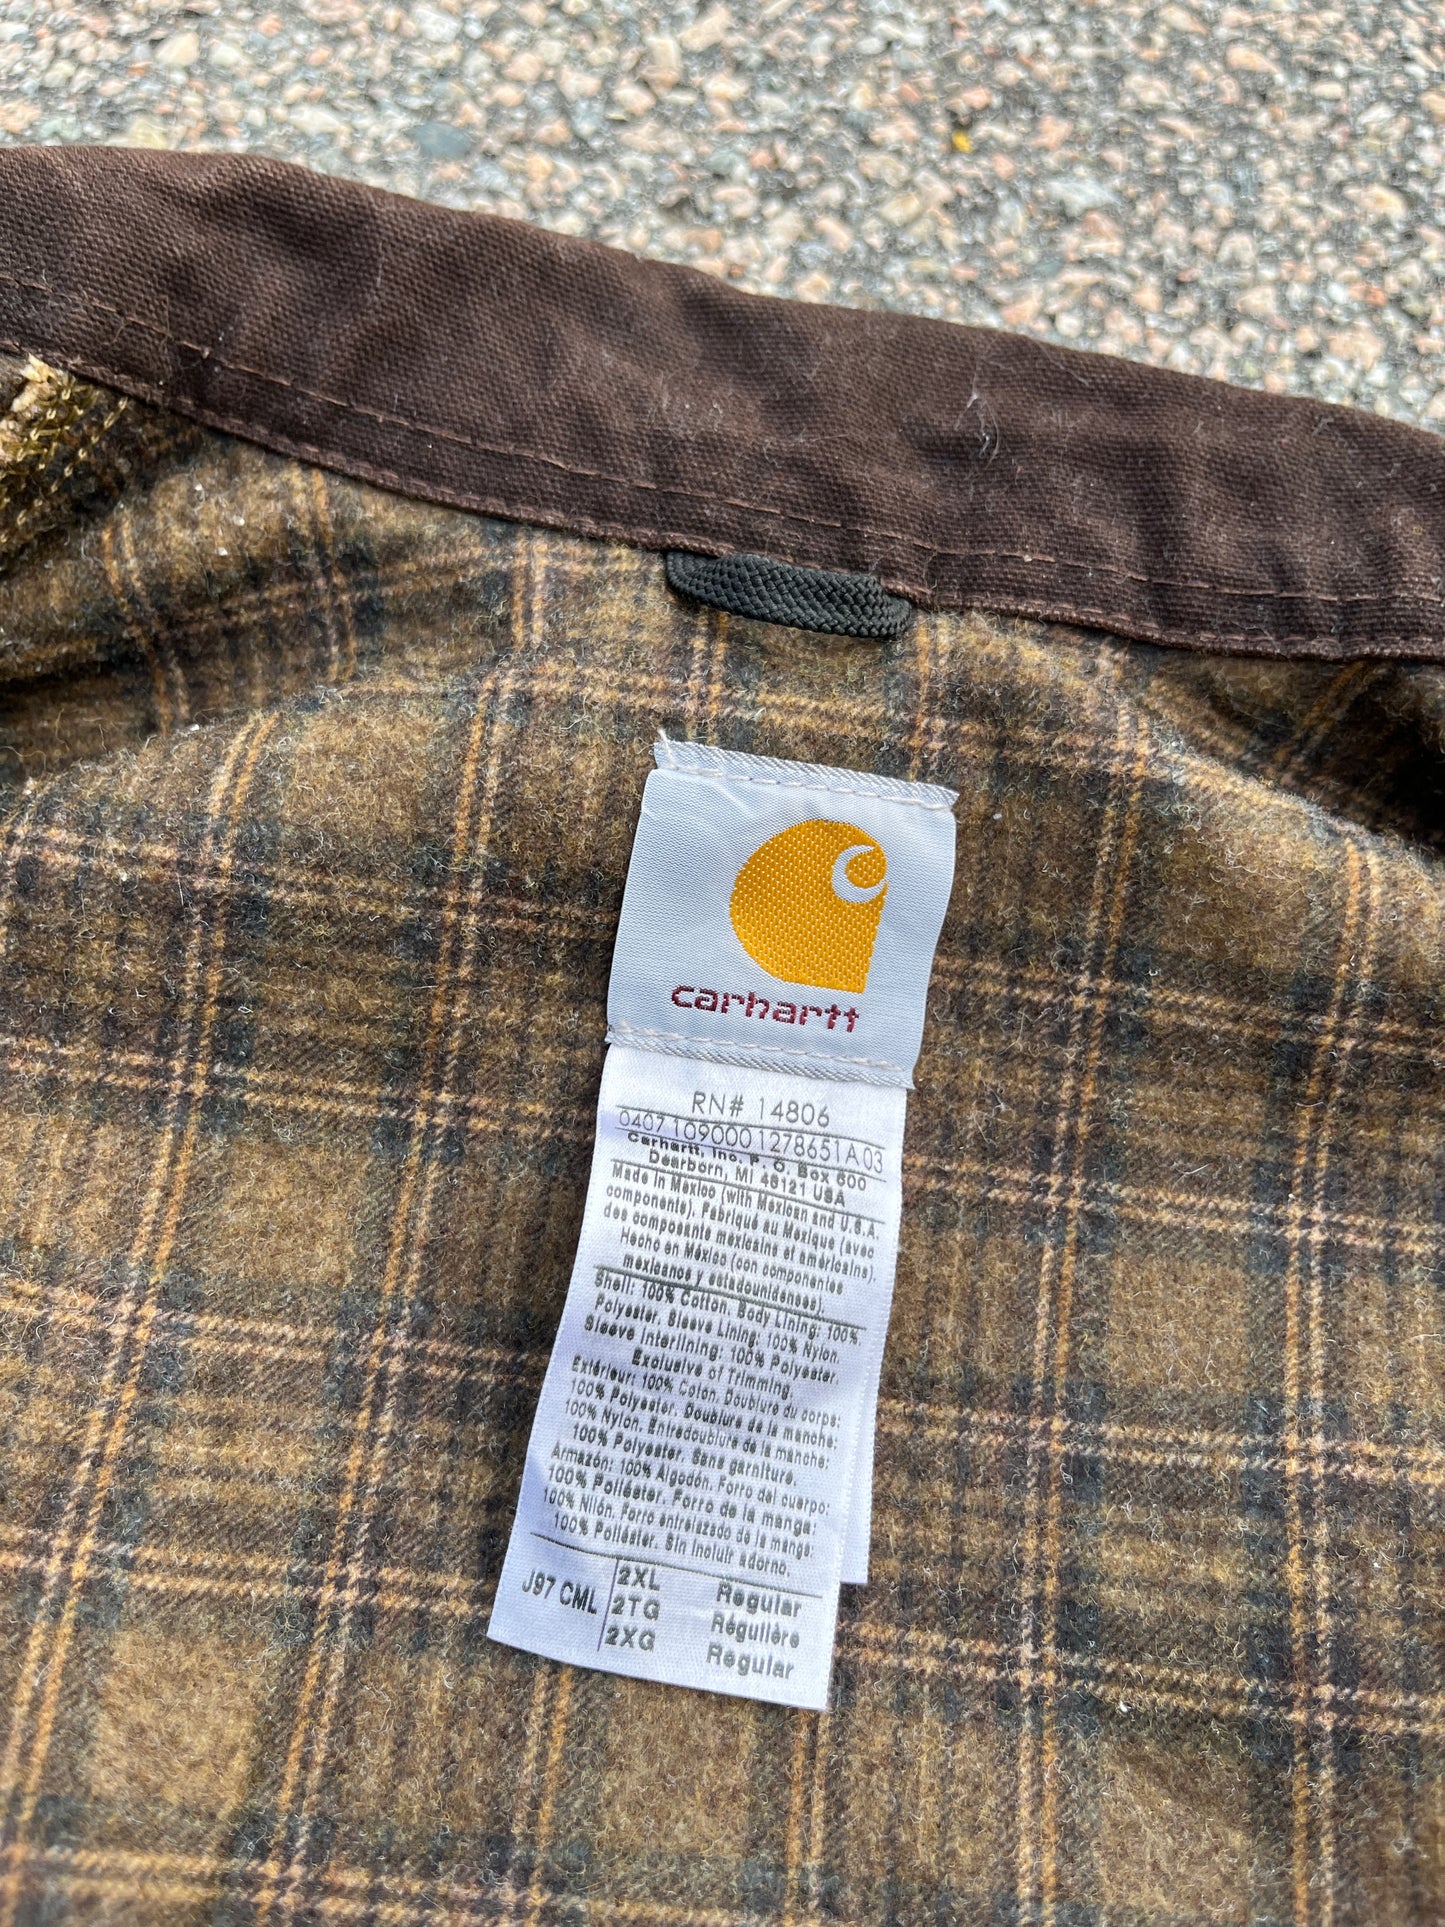 carhartt
RN# 14806
0407109000127865 1A03
Carhartt, Inc. P. O. Box 600
Dearborn, MI 48121 USA
Made in Mexico (with Mexican and U.S.A.
components). Fabriqué au Mexique (avec
des composants mexicains et américains).
Hecho en México (con componentes
mexicanos y estadounidenses).
Shell: 100% Cotton. Body Lining: 100%
Polyester. Sleeve Lining: 100% Nylon.
Sleeve Interlining: 100% Polyester.
Exclusive of Trimming.
Extérieur: 100% Coton. Doublure du corps:
100% Polyester. Doublure de la manche:
100% Nylon. Entredoublure de la manche:
100% Polyester. Sans garniture.
Armazón: 100% Algodón. Forro del cuerpo:
100% Poliéster. Forro de la manga:
100% Nilón. Forro entrelazado de la manga:
100% Poliéster. Sin incluir adorno.
J97 CML 2XL Regular
2TG Régulière
2XG Regular